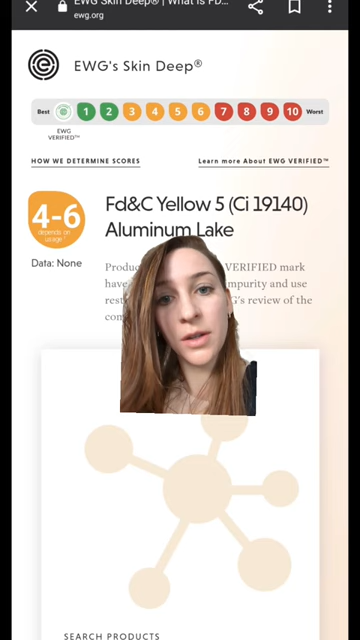 EWG Skin Deep® | What is FD...
ewg.org
EWG's Skin Deep®
Best 1 2 3 4 5 6 7 8 9 10 Worst
EWG
VERIFIED™
HOW WE DETERMINE SCORES
Learn more About EWG VERIFIED™
4-6
depends on
usage
Data: None
Fd&C Yellow 5 (Ci 19140)
Aluminum Lake
VERIFIED mark
have impurity and use
review of the
SEARCH PRODUCTS